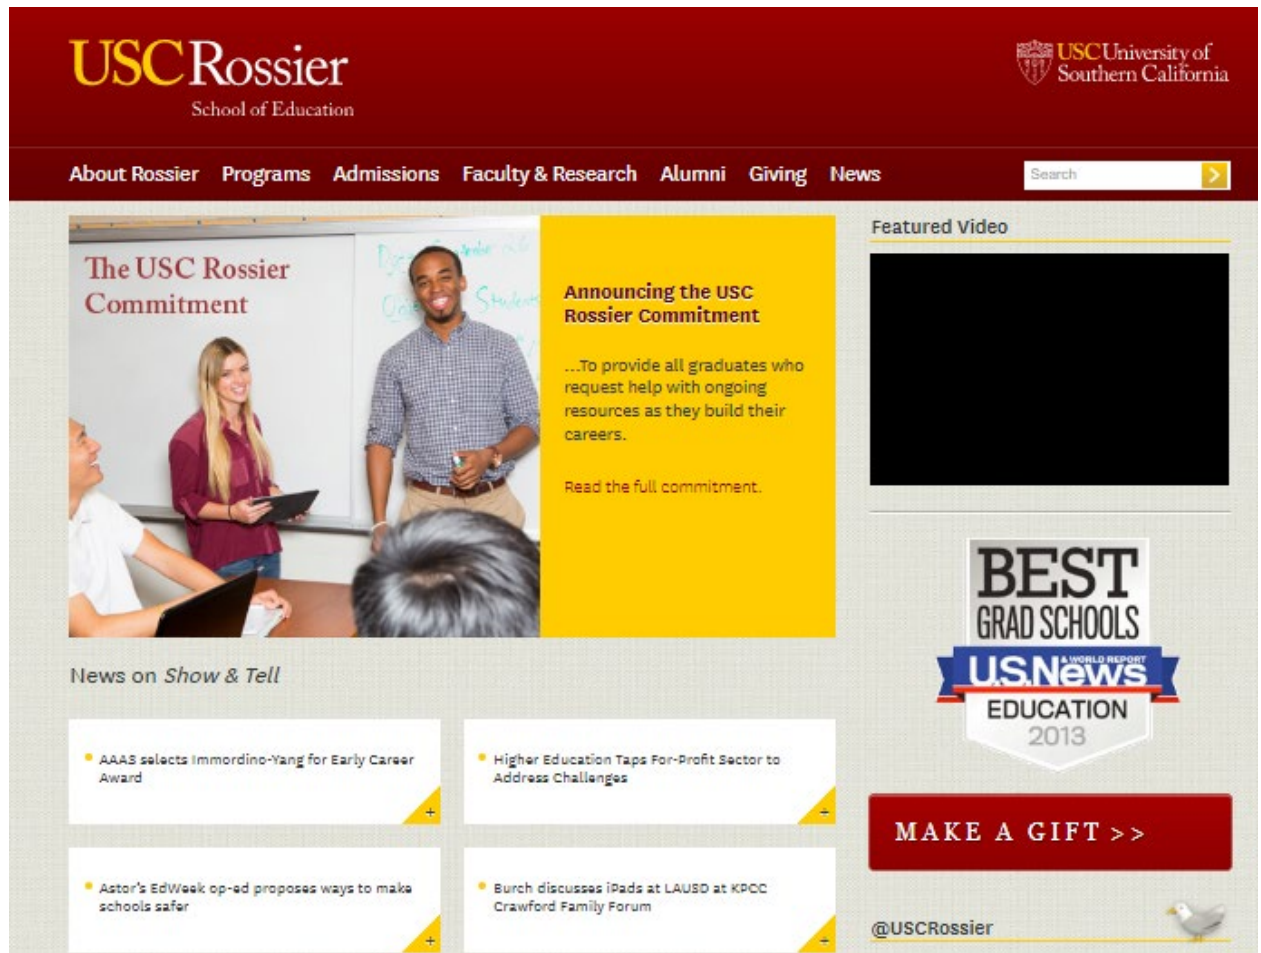 USC Rossier
School of Education
USC University of
Southern California
About Rossier Programs Admissions Faculty & Research Alumni Giving News
Search
The USC Rossier
Commitment
Announcing the USC
Rossier Commitment
...To provide all graduates who
request help with ongoing
resources as they build their
careers.
Read the full commitment.
Featured Video
BEST
GRAD SCHOOLS
U.S.News
& WORLD REPORT
EDUCATION
2013
News on Show & Tell
AAAS selects Immordino-Yang for Early Career
Award
+
Higher Education Taps For-Profit Sector to
Address Challenges
+
Astor's EdWeek op-ed proposes ways to make
schools safer
+
Burch discusses iPads at LAUSD at KPCC
Crawford Family Forum
+
MAKE A GIFT >>
@USCRossier